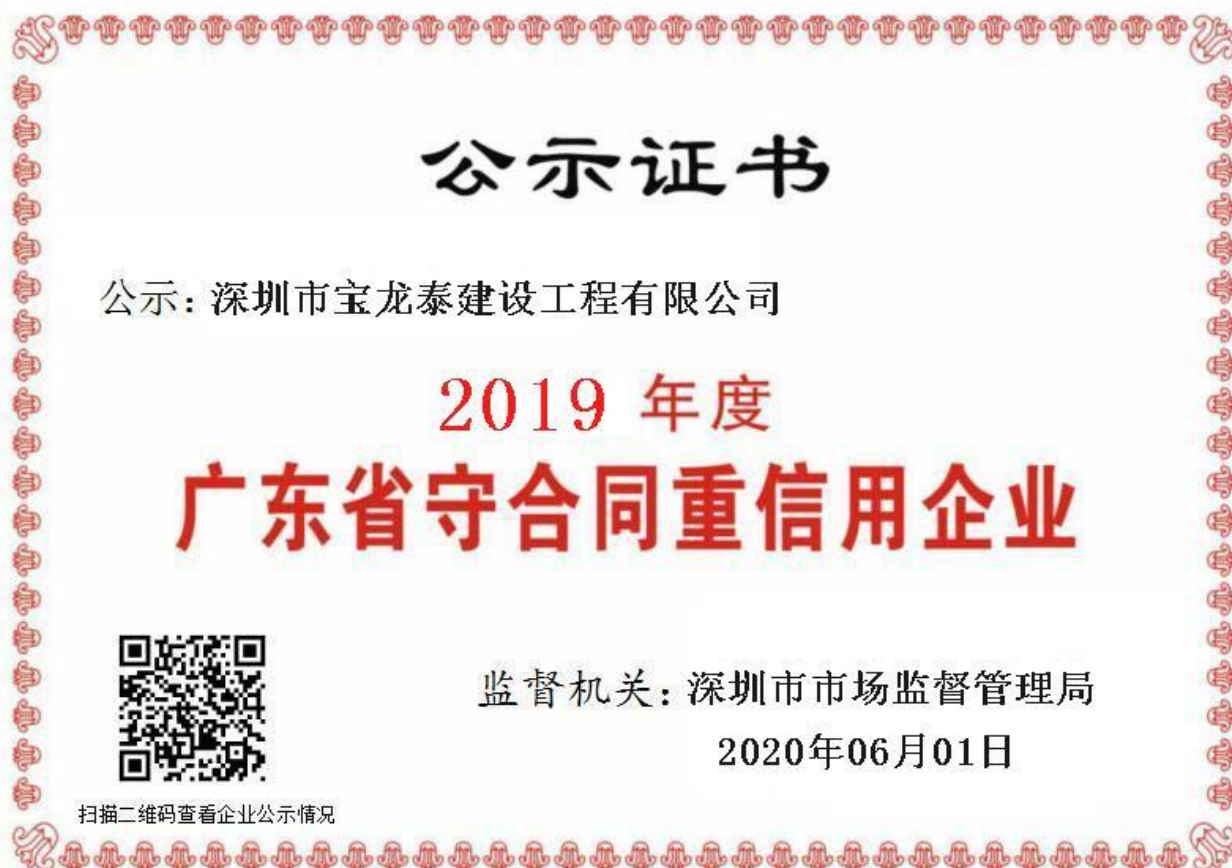 公示证书
公示：深圳市宝龙泰建设工程有限公司
2019 年度
广东省守合同重信用企业
监督机关：深圳市市场监督管理局
2020年06月01日
扫描二维码查看企业公示情况